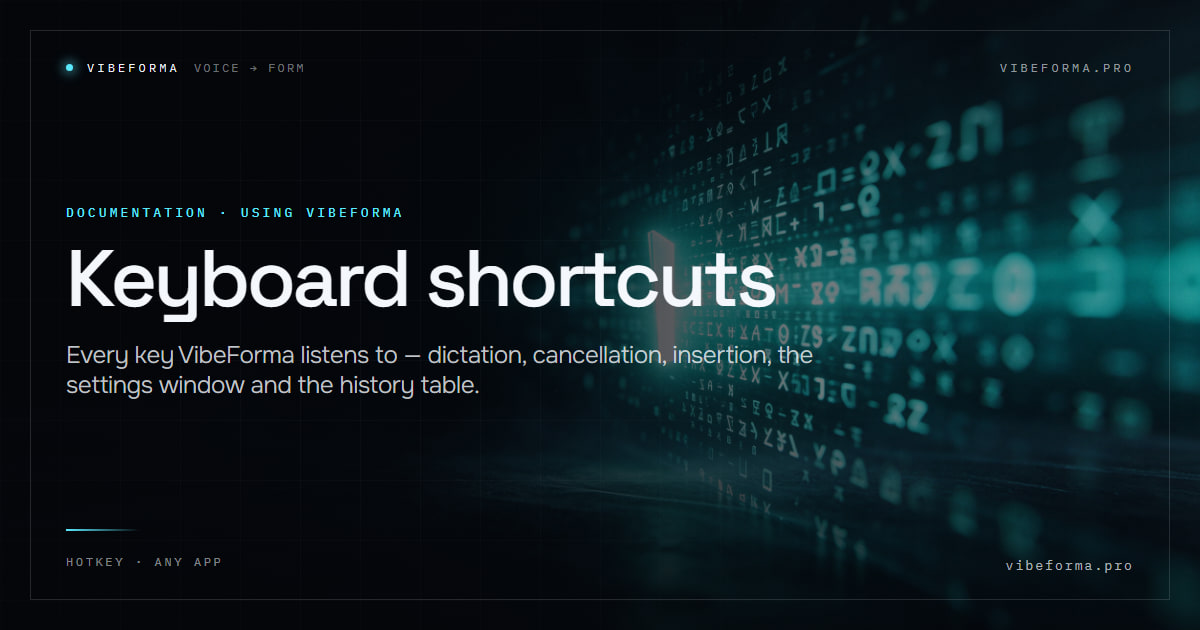 VIBEFORMA VOICE → FORM
VIBEFORMA.PRO
DOCUMENTATION · USING VIBEFORMA
Keyboard shortcuts
Every key VibeForma listens to — dictation, cancellation, insertion, the
settings window and the history table.
HOTKEY · ANY APP
vibeforma.pro